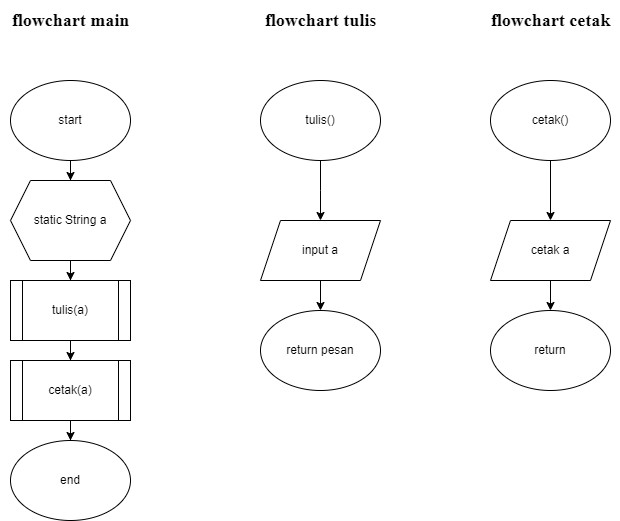 flowchart main
start
static String a
tulis(a)
cetak(a)
end
flowchart tulis
tulis()
input a
return pesan
flowchart cetak
cetak()
cetak a
return